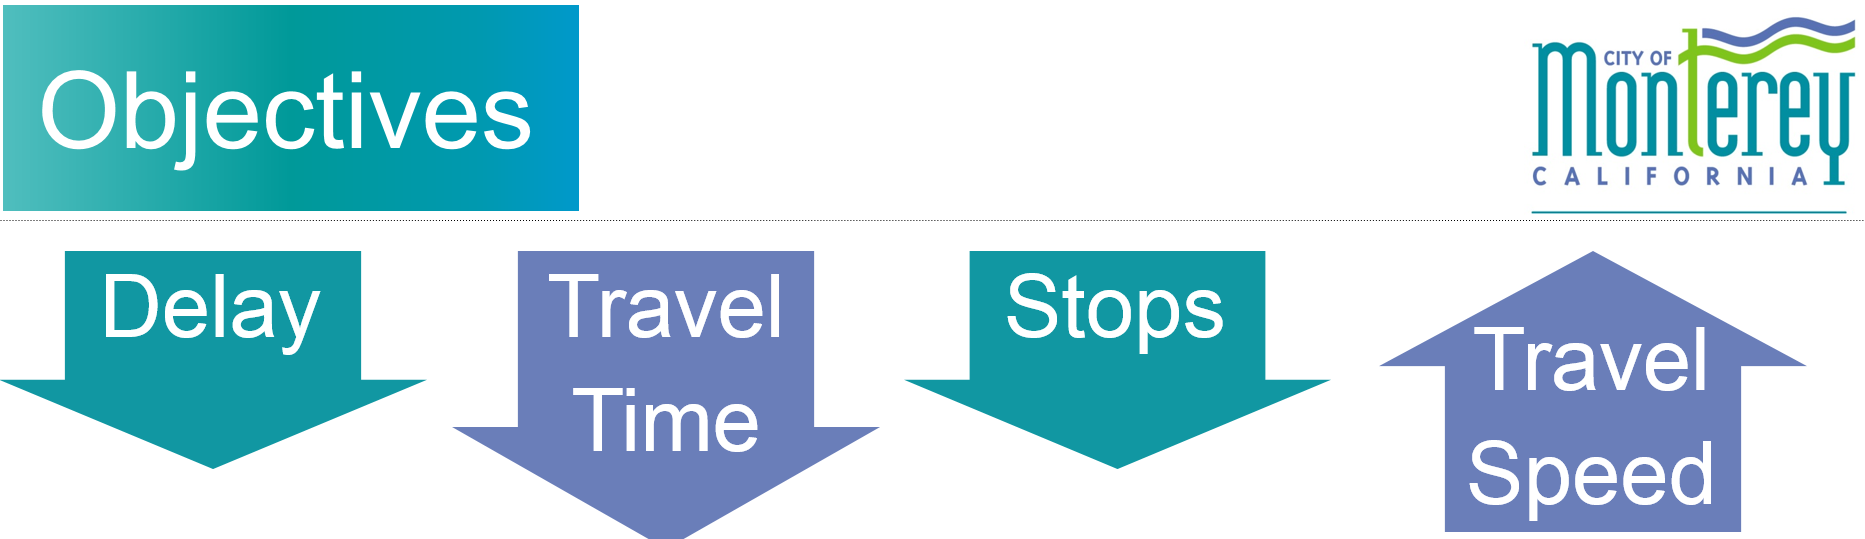 Objectives
CITY OF
Monterey
CALIFORNIA
Delay
Travel
Time
Stops
Travel
Speed